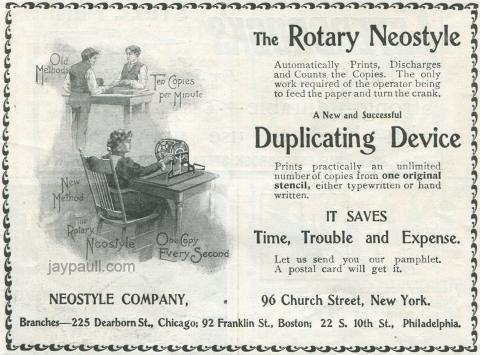 Old
Methods
Ten Copies
per Minute
New
Method
The
Rotary
Neostyle
One Copy
Every Second
jaypaull.com
The Rotary Neostyle
Automatically Prints, Discharges
and Counts the Copies. The only
work required of the operator being
to feed the paper and turn the crank.
A New and Successful
Duplicating Device
Prints practically an unlimited
number of copies from one original
stencil, either typewritten or hand
written.
IT SAVES
Time, Trouble and Expense.
Let us send you our pamphlet.
A postal card will get it.
NEOSTYLE COMPANY, 96 Church Street, New York.
Branches—225 Dearborn St., Chicago; 92 Franklin St., Boston; 22 S. 10th St., Philadelphia.